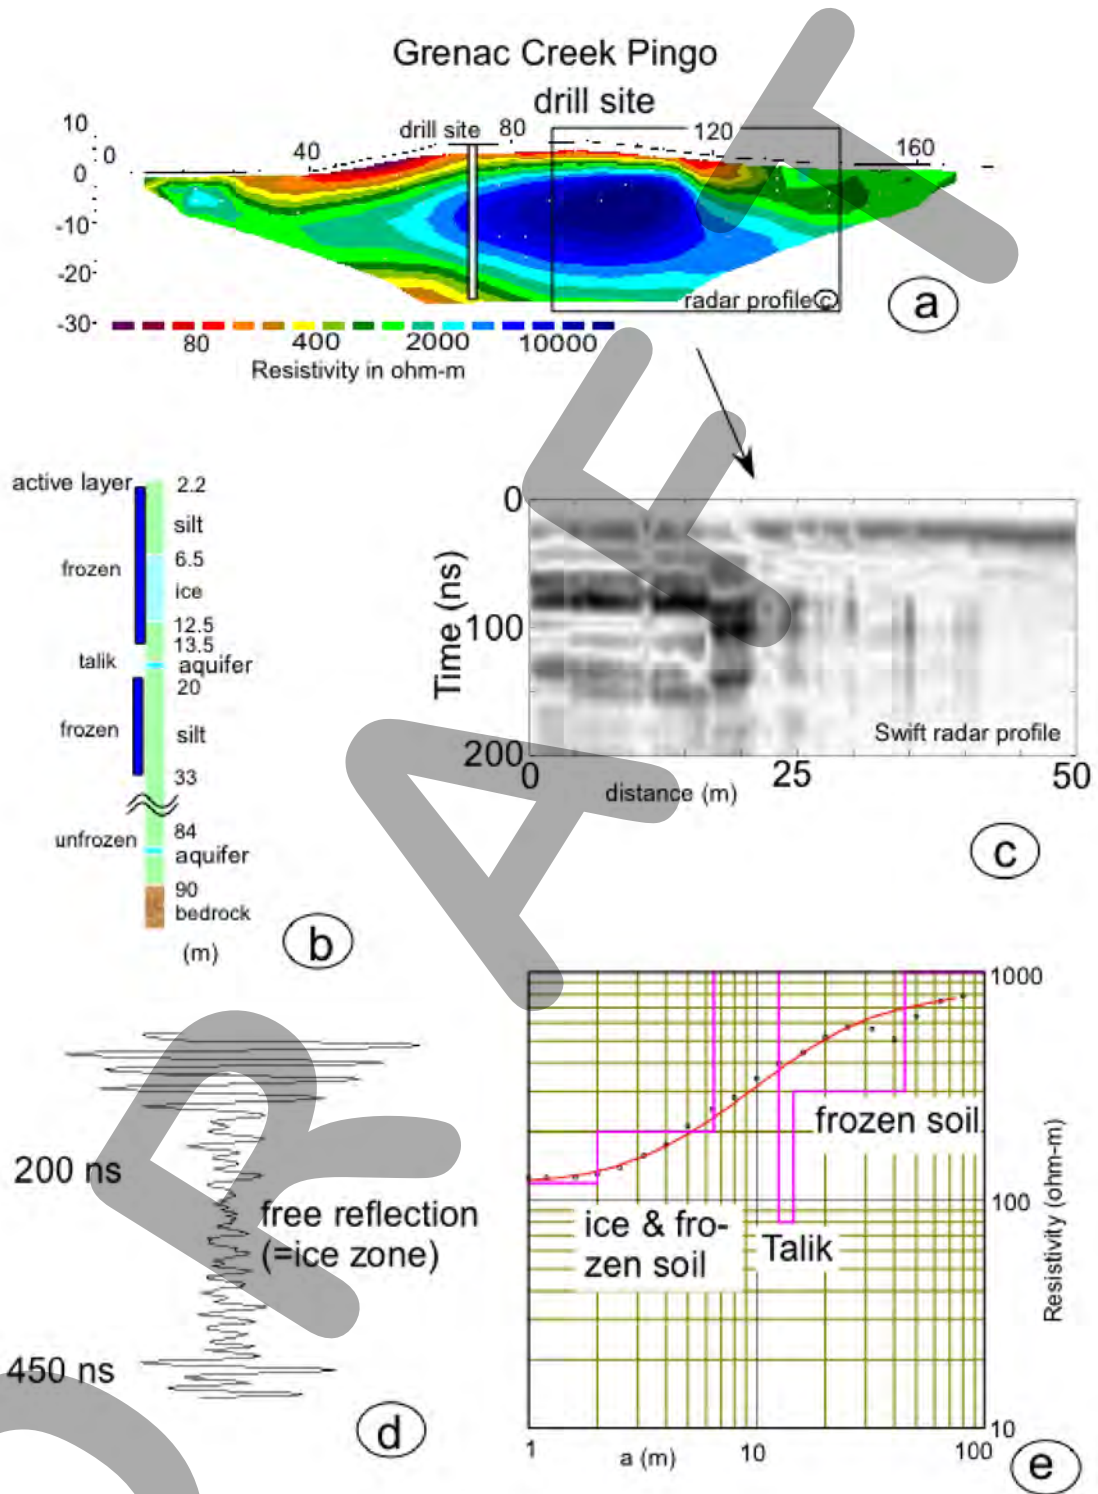 Grenac Creek Pingo
drill site
10
drill site
80
120
0
40
160
0
-10
-20
radar profile c
a
-30
80
400
2000
10000
Resistivity in ohm-m
active layer
2.2
silt
6.5
frozen
ice
12.5
13.5
talik
aquifer
20
frozen
silt
33
84
unfrozen
aquifer
90
bedrock
(m)
b
0
100
200
Time (ns)
Swift radar profile
0
25
50
distance (m)
c
200 ns
free reflection
(=ice zone)
450 ns
d
1000
100
10
Resistivity (ohm-m)
frozen soil
ice & fro-
zen soil
Talik
1
10
100
a (m)
e
DRAFT